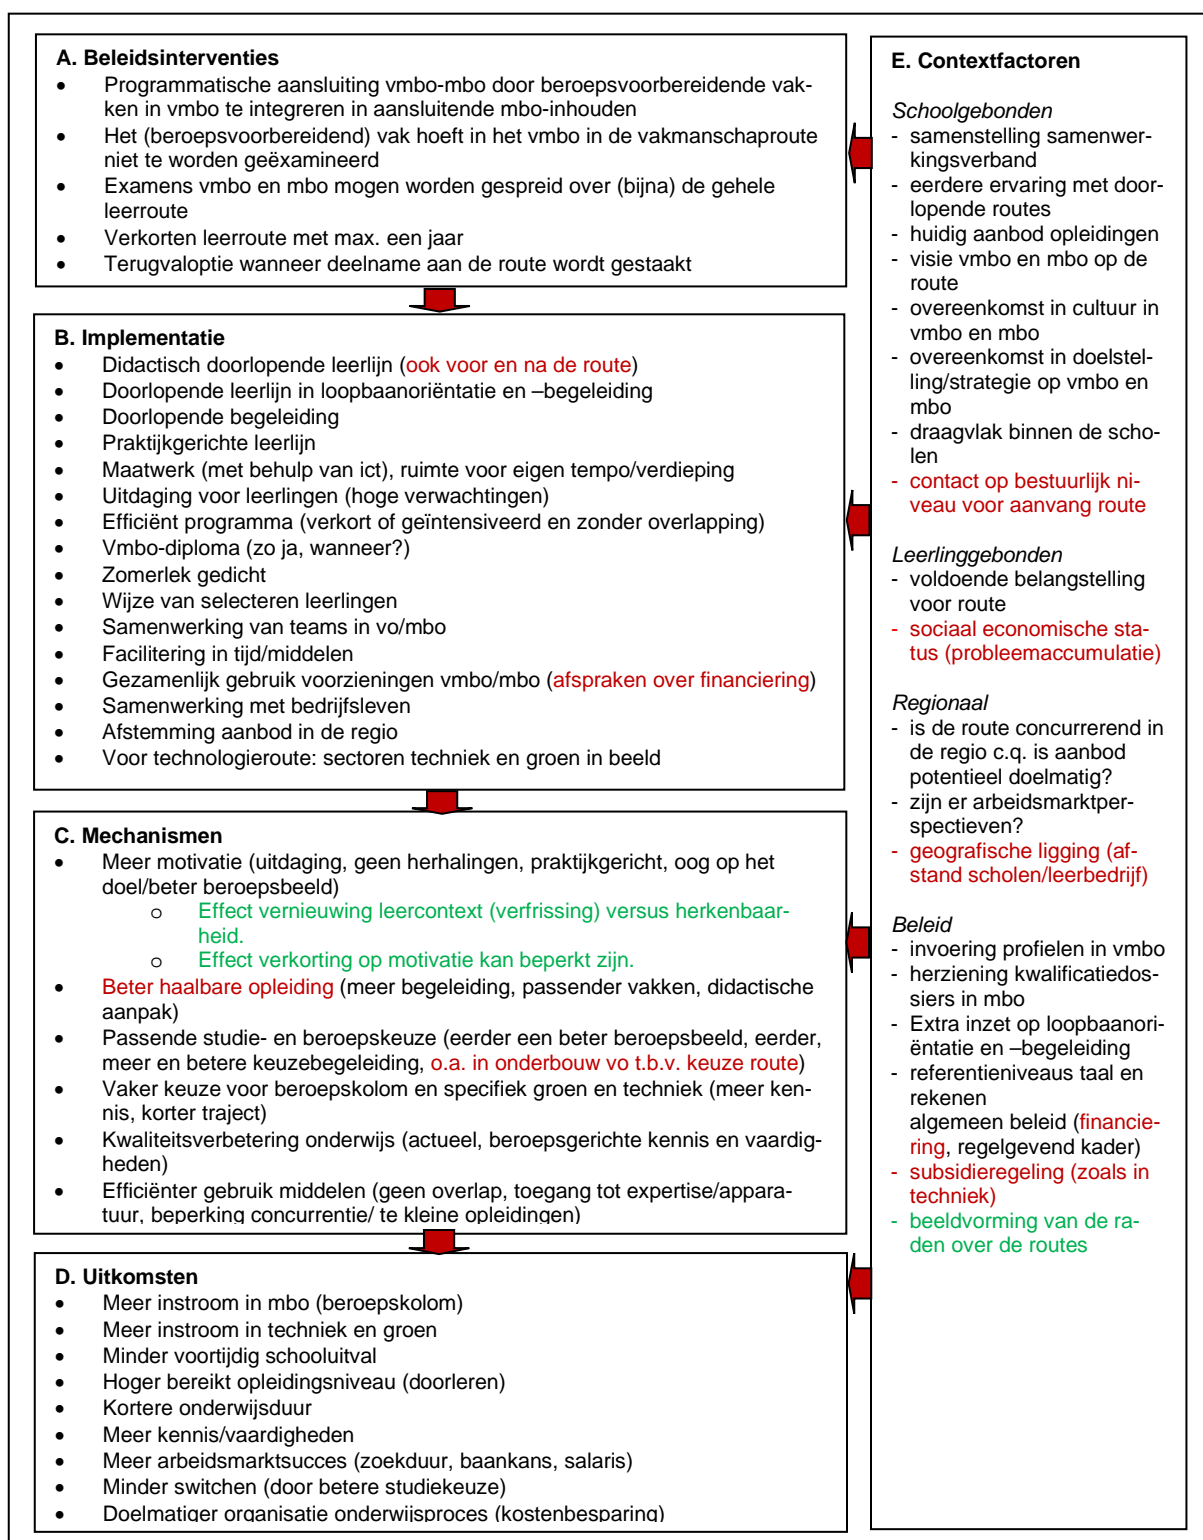 A. Beleidsinterventies
• Programmatische aansluiting vmbo-mbo door beroepsvoorbereidende vak-
ken in vmbo te integreren in aansluitende mbo-inhouden
• Het (beroepsvoorbereidend) vak hoeft in het vmbo in de vakmanschaproute
niet te worden geëxamineerd
• Examens vmbo en mbo mogen worden gespreid over (bijna) de gehele
leerroute
• Verkorten leerroute met max. een jaar
• Terugvaloptie wanneer deelname aan de route wordt gestaakt
B. Implementatie
• Didactisch doorlopende leerlijn (ook voor en na de route)
• Doorlopende leerlijn in loopbaanoriëntatie en –begeleiding
• Doorlopende begeleiding
• Praktijkgerichte leerlijn
• Maatwerk (met behulp van ict), ruimte voor eigen tempo/verdieping
• Uitdaging voor leerlingen (hoge verwachtingen)
• Efficiënt programma (verkort of geïntensiveerd en zonder overlapping)
• Vmbo-diploma (zo ja, wanneer?)
• Zomerlek gedicht
• Wijze van selecteren leerlingen
• Samenwerking van teams in vo/mbo
• Facilitering in tijd/middelen
• Gezamenlijk gebruik voorzieningen vmbo/mbo (afspraken over financiering)
• Samenwerking met bedrijfsleven
• Afstemming aanbod in de regio
• Voor technologieroute: sectoren techniek en groen in beeld
C. Mechanismen
• Meer motivatie (uitdaging, geen herhalingen, praktijkgericht, oog op het
doel/beter beroepsbeeld)
o Effect vernieuwing leercontext (verfrissing) versus herkenbaar-
heid.
o Effect verkorting op motivatie kan beperkt zijn.
• Beter haalbare opleiding (meer begeleiding, passender vakken, didactische
aanpak)
• Passende studie- en beroepskeuze (eerder een beter beroepsbeeld, eerder,
meer en betere keuzebegeleiding, o.a. in onderbouw vo t.b.v. keuze route)
• Vaker keuze voor beroepskolom en specifiek groen en techniek (meer ken-
nis, korter traject)
• Kwaliteitsverbetering onderwijs (actueel, beroepsgerichte kennis en vaardig-
heden)
• Efficiënter gebruik middelen (geen overlap, toegang tot expertise/appara-
tuur, beperking concurrentie/ te kleine opleidingen)
D. Uitkomsten
• Meer instroom in mbo (beroepskolom)
• Meer instroom in techniek en groen
• Minder voortijdig schooluitval
• Hoger bereikt opleidingsniveau (doorleren)
• Kortere onderwijsduur
• Meer kennis/vaardigheden
• Meer arbeidsmarktsucces (zoekduur, baankans, salaris)
• Minder switchen (door betere studiekeuze)
• Doelmatiger organisatie onderwijsproces (kostenbesparing)
E. Contextfactoren
Schoolgebonden
- samenstelling samenwer-
kingsverband
- eerdere ervaring met door-
lopende routes
- huidig aanbod opleidingen
- visie vmbo en mbo op de
route
- overeenkomst in cultuur in
vmbo en mbo
- overeenkomst in doelstel-
ling/strategie op vmbo en
mbo
- draagvlak binnen de scho-
len
- contact op bestuurlijk ni-
veau voor aanvang route
Leerlinggebonden
- voldoende belangstelling
voor route
- sociaal economische sta-
tus (probleemaccumulatie)
Regionaal
- is de route concurrerend in
de regio c.q. is aanbod
potentieel doelmatig?
- zijn er arbeidsmarktper-
spectieven?
- geografische ligging (af-
stand scholen/leerbedrijf)
Beleid
- invoering profielen in vmbo
- herziening kwalificatiedos-
siers in mbo
- Extra inzet op loopbaanori-
ëntatie en –begeleiding
- referentieniveaus taal en
rekenen
algemeen beleid (financie-
ring, regelgevend kader)
- subsidieregeling (zoals in
techniek)
- beeldvorming van de ra-
den over de routes